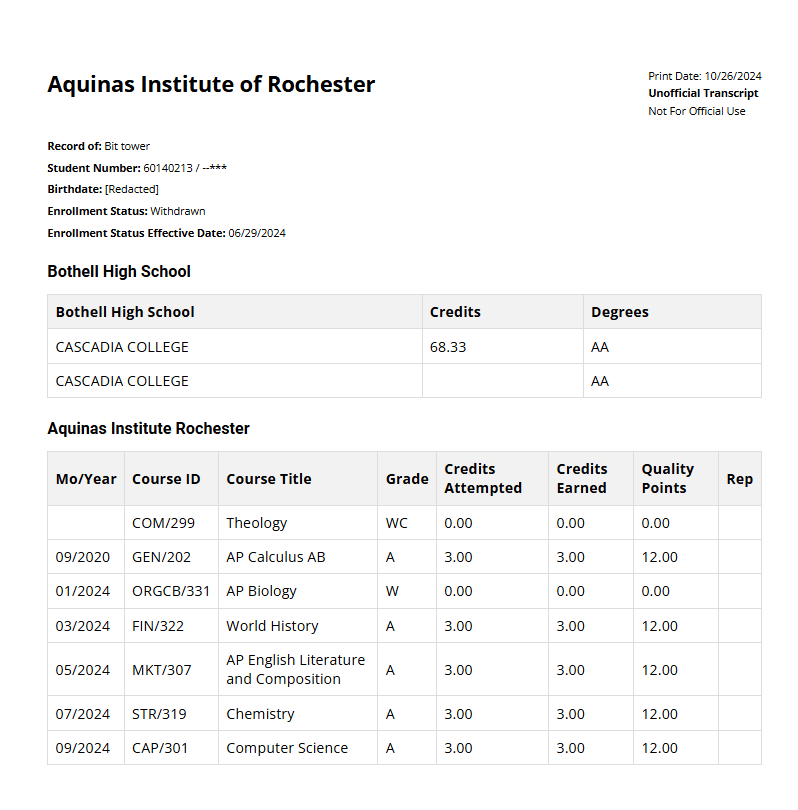 Aquinas Institute of Rochester
Print Date: 10/26/2024
Unofficial Transcript
Not For Official Use
Record of: Bit tower
Student Number: 60140213 / --***
Birthdate: [Redacted]
Enrollment Status: Withdrawn
Enrollment Status Effective Date: 06/29/2024
Bothell High School
Bothell High School Credits Degrees
CASCADIA COLLEGE 68.33 AA
CASCADIA COLLEGE AA
Aquinas Institute Rochester
Mo/Year Course ID Course Title Grade Credits Attempted Credits Earned Quality Points Rep
COM/299 Theology WC 0.00 0.00 0.00
09/2020 GEN/202 AP Calculus AB A 3.00 3.00 12.00
01/2024 ORGCB/331 AP Biology W 0.00 0.00 0.00
03/2024 FIN/322 World History A 3.00 3.00 12.00
05/2024 MKT/307 AP English Literature and Composition A 3.00 3.00 12.00
07/2024 STR/319 Chemistry A 3.00 3.00 12.00
09/2024 CAP/301 Computer Science A 3.00 3.00 12.00